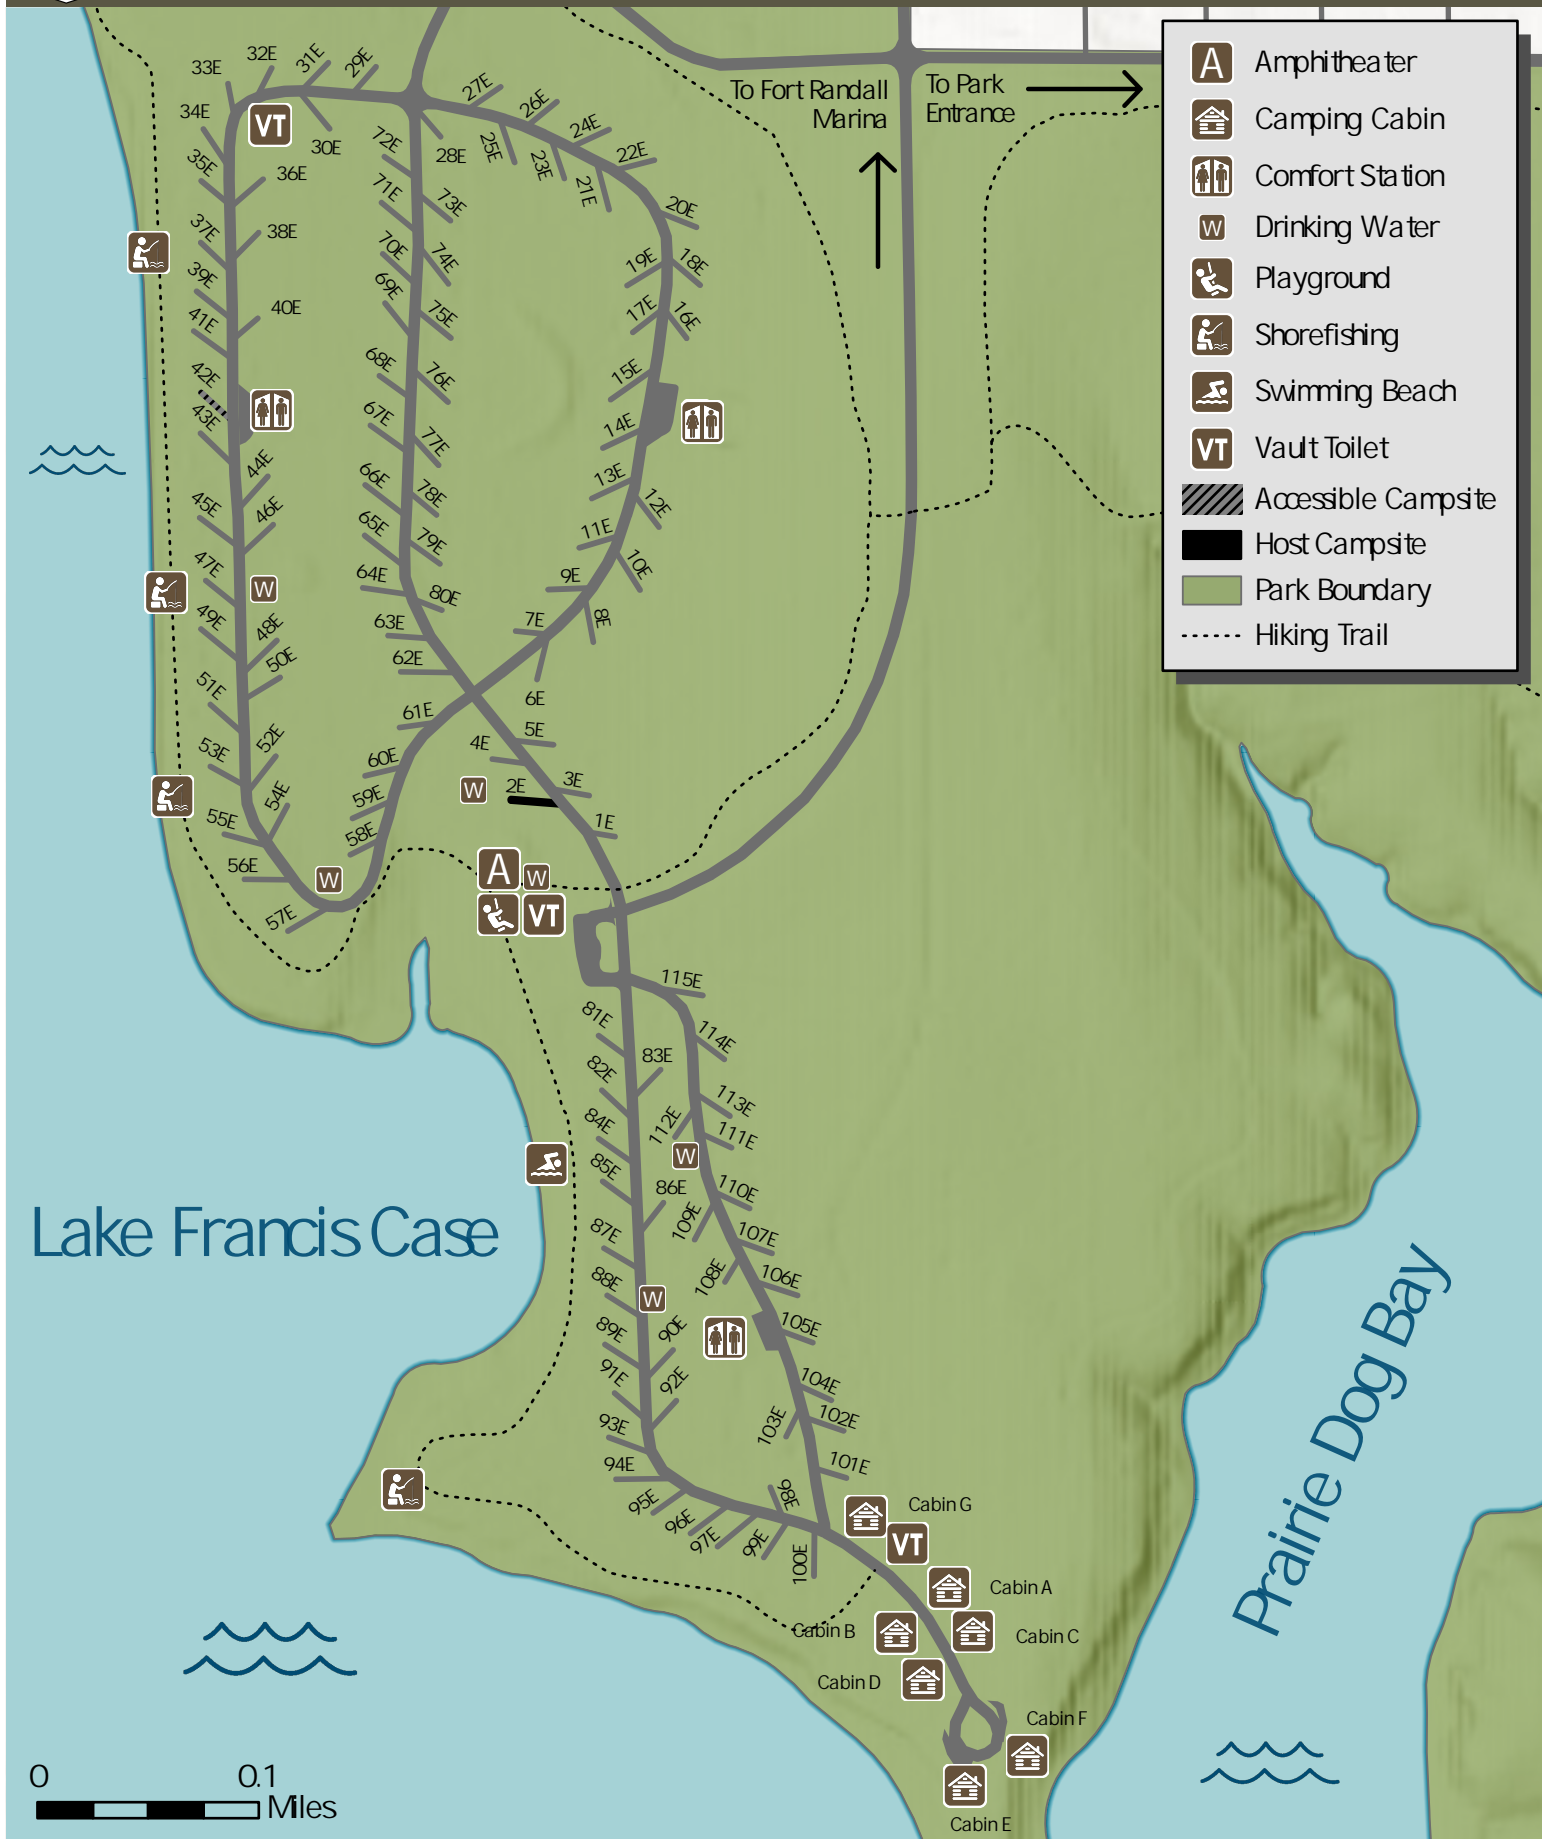 To Fort Randall
Marina
To Park
Entrance
A Amphitheater
Camping Cabin
Comfort Station
W Drinking Water
Playground
Shorefishing
Swimming Beach
VT Vault Toilet
Accessible Campsite
Host Campsite
Park Boundary
Hiking Trail
33E
32E
31E
29E
34E
VT
30E
35E
36E
37E
38E
39E
40E
41E
42E
43E
44E
45E
46E
47E
W
48E
49E
50E
51E
52E
53E
54E
55E
56E
57E
W
58E
59E
60E
61E
27E
26E
24E
22E
28E
25E
23E
21E
20E
19E
18E
17E
16E
15E
14E
13E
12E
11E
10E
9E
8E
7E
6E
72E
71E
73E
70E
74E
69E
75E
68E
76E
67E
77E
66E
78E
65E
79E
64E
80E
63E
62E
5E
4E
3E
2E
W
1E
A
W
VT
115E
81E
114E
83E
82E
113E
84E
112E
111E
W
85E
86E
110E
109E
87E
107E
108E
88E
106E
W
89E
90E
105E
91E
92E
104E
93E
103E
102E
94E
101E
95E
96E
97E
98E
99E
100E
Cabin G
VT
Cabin A
Cabin B
Cabin C
Cabin D
Cabin F
Cabin E
Lake Francis Case
Prairie Dog Bay
0 0.1
Miles